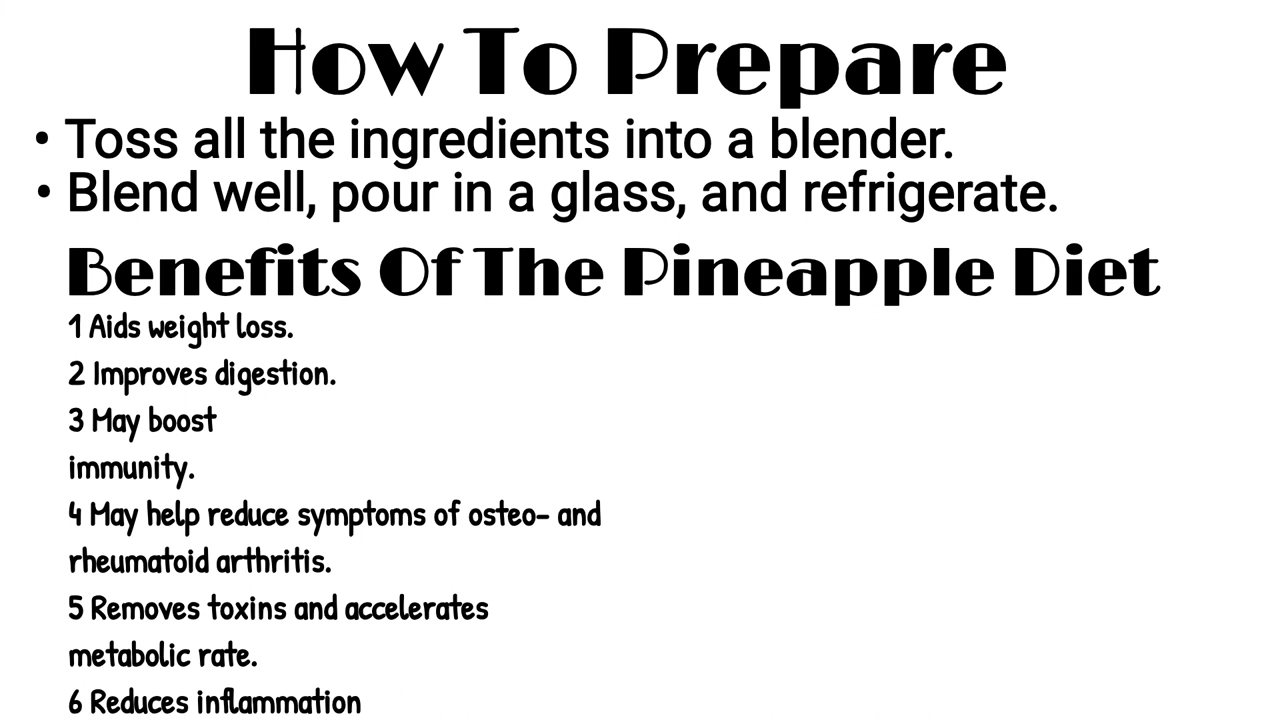 How To Prepare
• Toss all the ingredients into a blender.
• Blend well, pour in a glass, and refrigerate.
Benefits Of The Pineapple Diet
1 Aids weight loss.
2 Improves digestion.
3 May boost
immunity.
4 May help reduce symptoms of osteo- and
rheumatoid arthritis.
5 Removes toxins and accelerates
metabolic rate.
6 Reduces inflammation